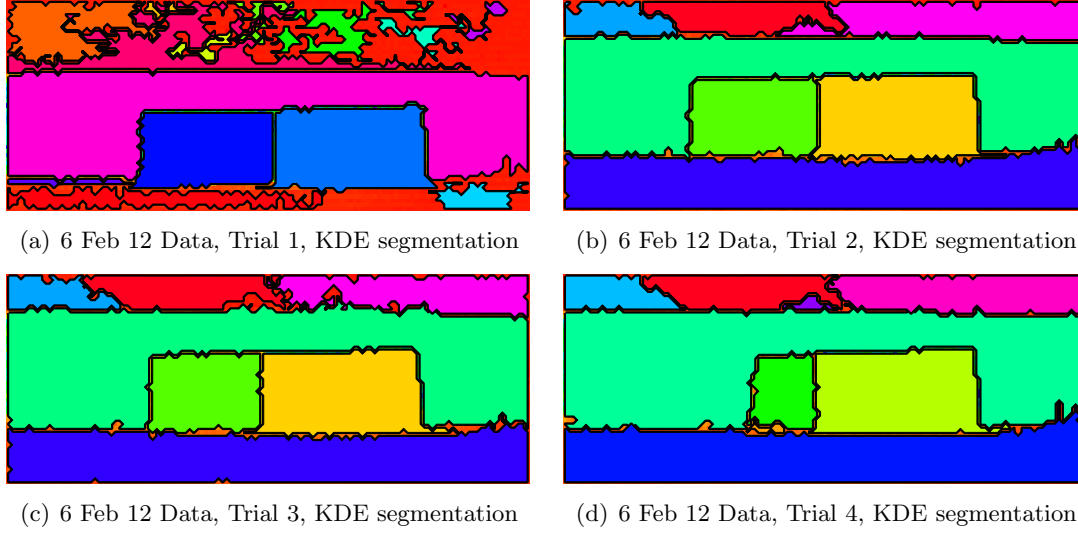 (a) 6 Feb 12 Data, Trial 1, KDE segmentation
(b) 6 Feb 12 Data, Trial 2, KDE segmentation
(c) 6 Feb 12 Data, Trial 3, KDE segmentation
(d) 6 Feb 12 Data, Trial 4, KDE segmentation